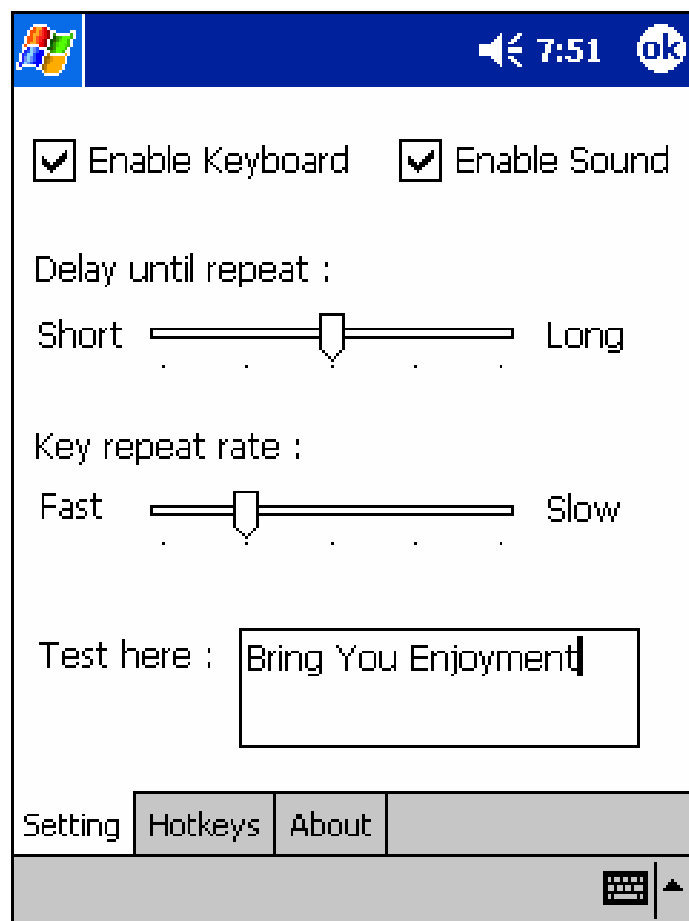 7:51 ok
Enable Keyboard Enable Sound
Delay until repeat :
Short Long
Key repeat rate :
Fast Slow
Test here : Bring You Enjoyment
Setting Hotkeys About